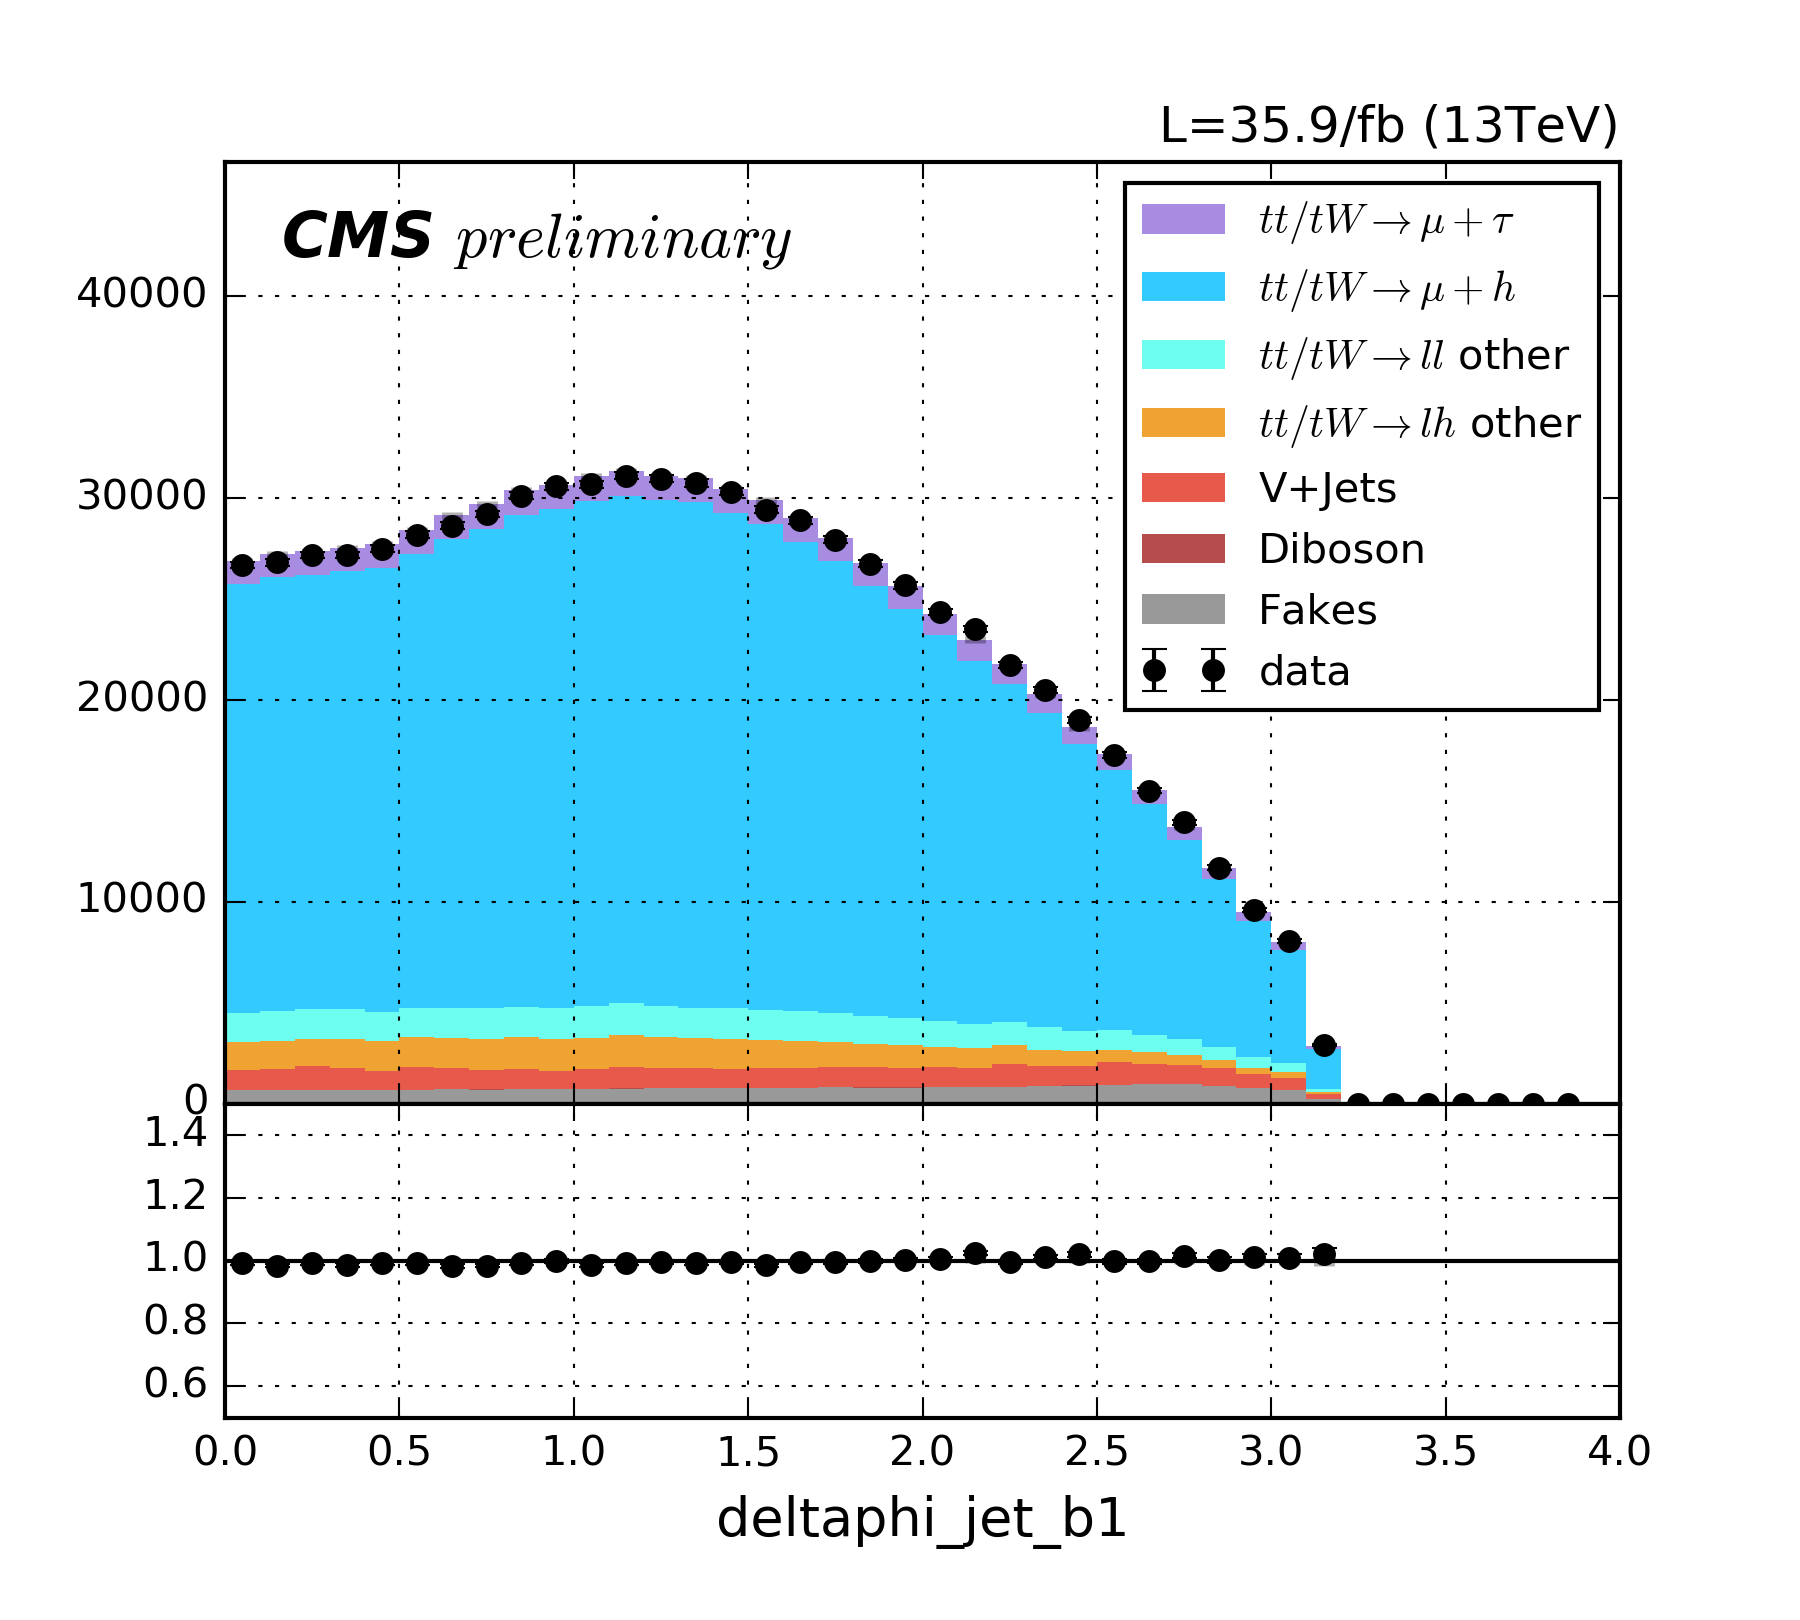 L=35.9/fb (13TeV)
CMS preliminary
tt/tW→μ+τ
tt/tW→μ+h
tt/tW→ll other
tt/tW→lh other
V+Jets
Diboson
Fakes
data
40000
30000
20000
10000
0
1.4
1.2
1.0
0.8
0.6
0.0 0.5 1.0 1.5 2.0 2.5 3.0 3.5 4.0
deltaphi_jet_b1